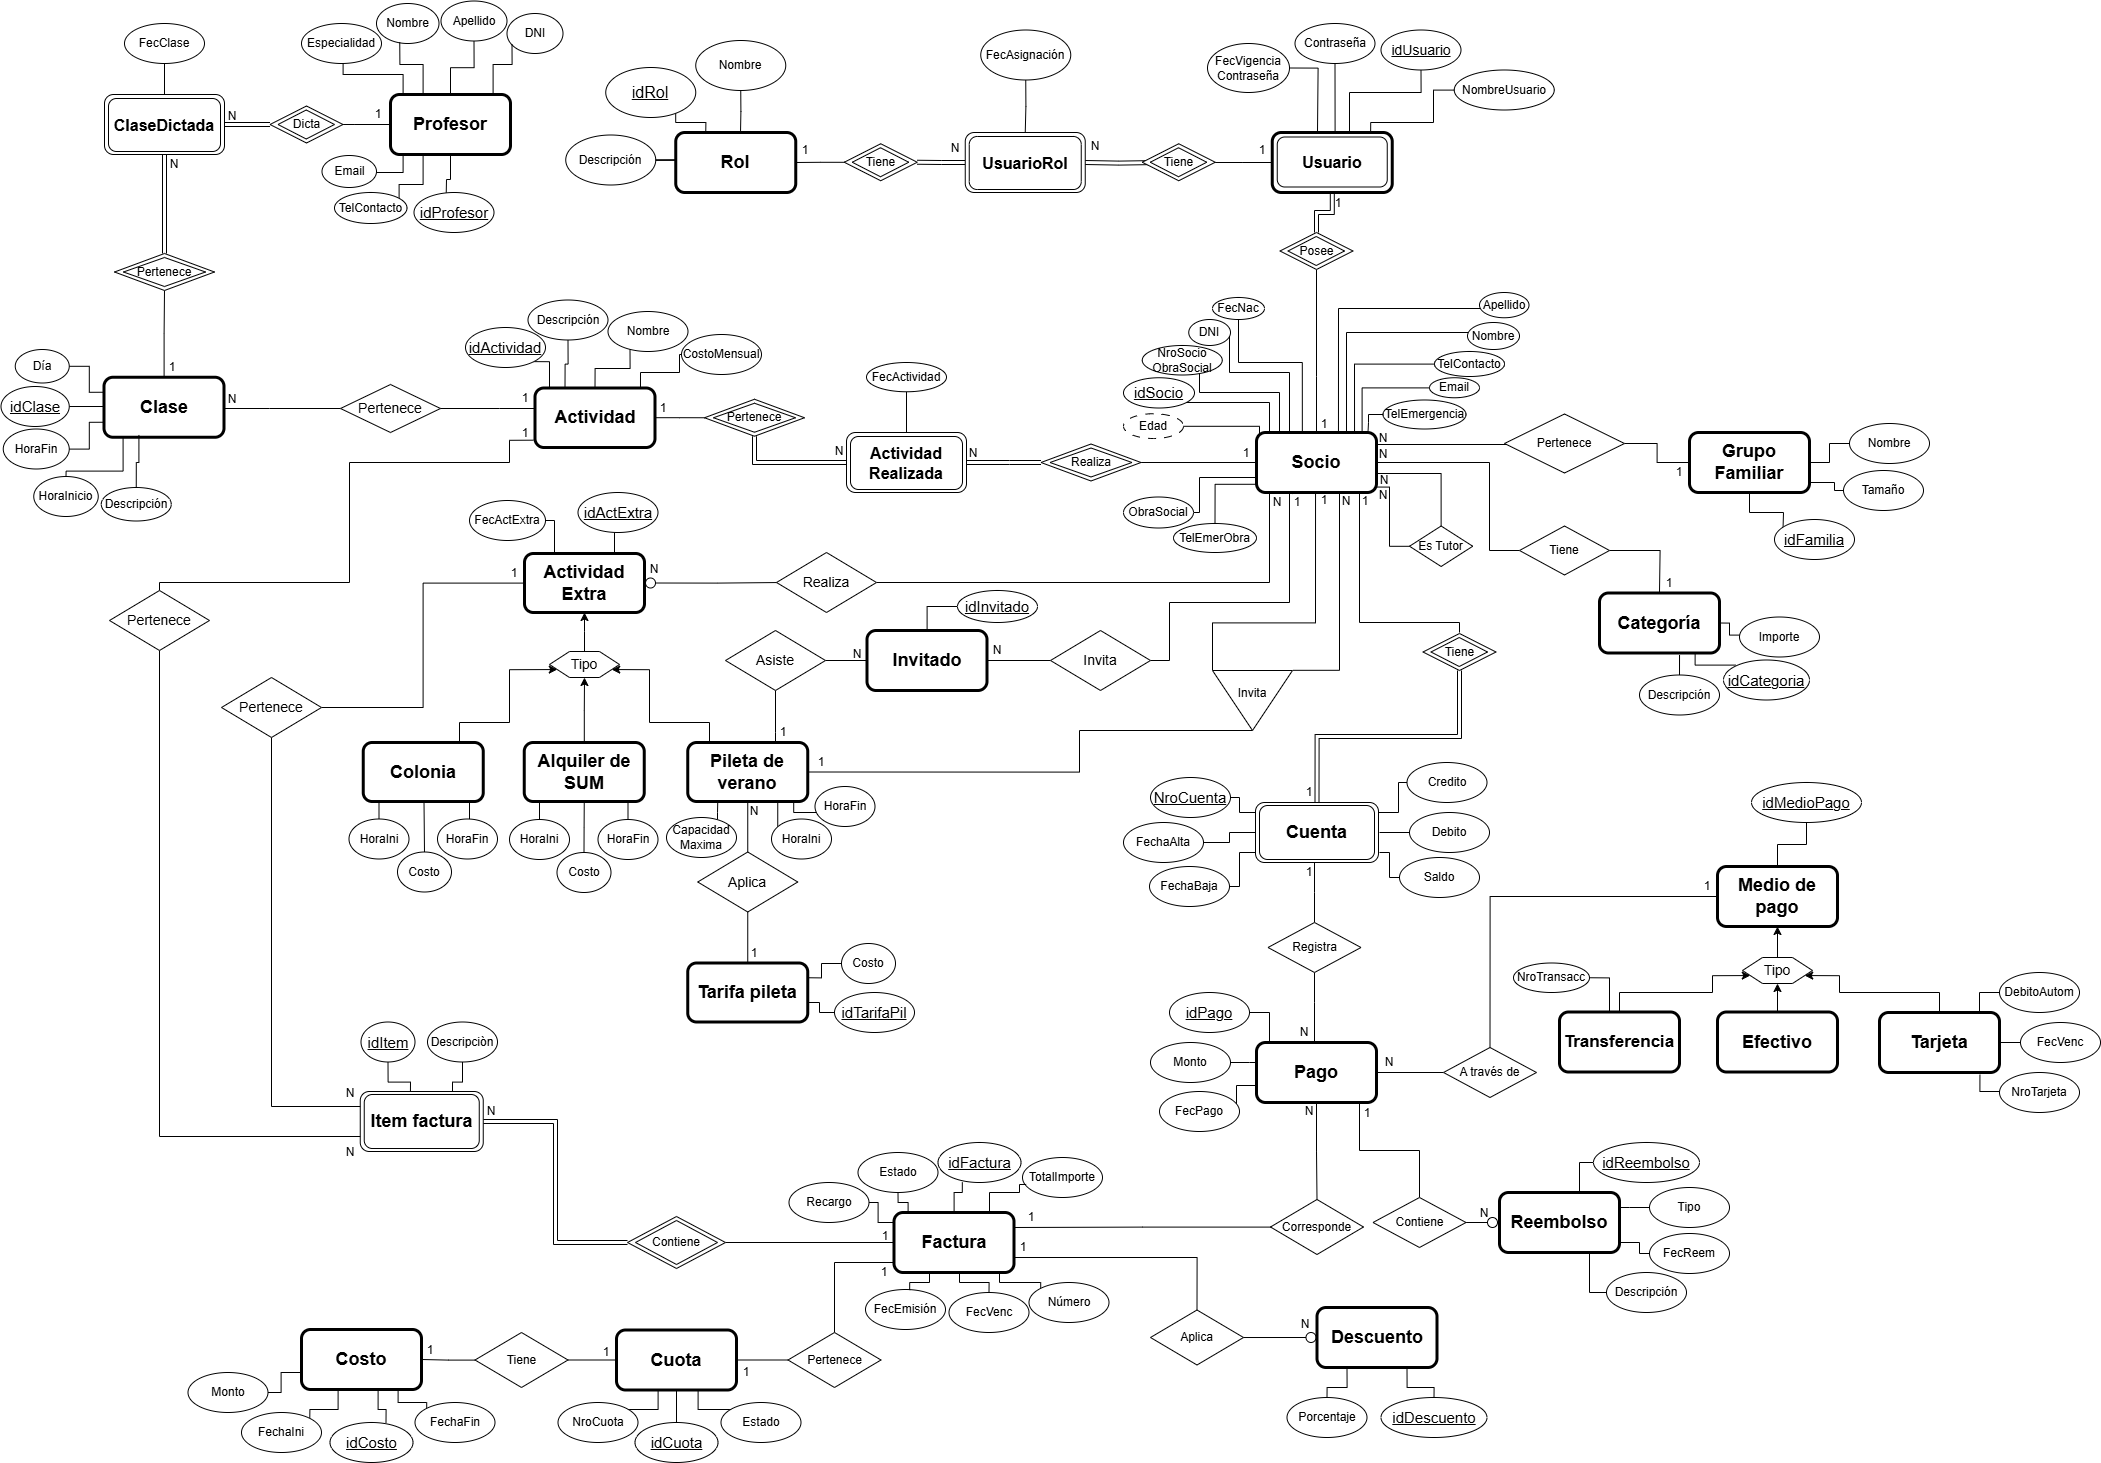 FecClase
Especialidad
Nombre
Apellido
DNI
ClaseDictada
N
Dicta
1
Profesor
N
Email
TelContacto
idProfesor
Pertenece
idRol
Nombre
Descripción
Rol
1
Tiene
N
FecAsignación
UsuarioRol
N
Tiene
1
FecVigencia
Contraseña
Contraseña
idUsuario
NombreUsuario
Usuario
1
Posee
Día
idClase
HoraFin
HoraInicio
Descripción
1
Clase
N
Pertenece
1
1
idActividad
Descripción
Nombre
CostoMensual
Actividad
1
Pertenece
N
FecActividad
Actividad
Realizada
N
Realiza
1
FecNac
DNI
NroSocio
ObraSocial
idSocio
Edad
Apellido
Nombre
TelContacto
Email
TelEmergencia
1
Socio
N
N
N
N
ObraSocial
TelEmerObra
N
1
1
N
1
Es Tutor
Pertenece
1
Grupo
Familiar
Nombre
Tamaño
idFamilia
Tiene
1
Categoría
Importe
idCategoria
Descripción
FecActExtra
idActExtra
1
Actividad
Extra
N
Realiza
Pertenece
Pertenece
Tipo
idInvitado
Asiste
N
Invitado
N
Invita
Invita
Tiene
1
Colonia
HoraIni
Costo
HoraFin
Alquiler de
SUM
HoraIni
Costo
HoraFin
Pileta de
verano
1
Capacidad
Maxima
N
HoraIni
HoraFin
Aplica
1
Tarifa pileta
Costo
idTarifaPil
1
NroCuenta
FechaAlta
FechaBaja
Cuenta
Credito
Debito
Saldo
1
Registra
N
idMedioPago
1
Medio de
pago
Tipo
NroTransacc
Transferencia
Efectivo
Tarjeta
DebitoAutom
FecVenc
NroTarjeta
idPago
Monto
FecPago
Pago
N
A través de
N
1
idItem
Descripciòn
N
N
Item factura
N
Contiene
Recargo
Estado
idFactura
TotalImporte
1
1
Factura
1
1
FecEmisión
FecVenc
Número
Corresponde
Contiene
N
Reembolso
idReembolso
Tipo
FecReem
Descripción
Aplica
N
Descuento
Porcentaje
idDescuento
Costo
1
Tiene
1
Cuota
1
Pertenece
Monto
FechaIni
idCosto
FechaFin
NroCuota
idCuota
Estado